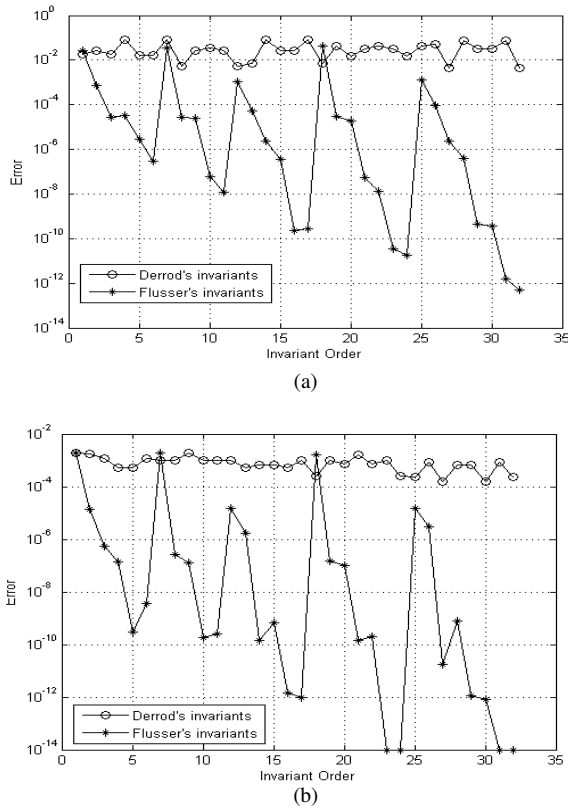 10^0
10^-2
10^-4
10^-6
10^-8
10^-10
10^-12
10^-14
Error
Derrod's invariants
Flusser's invariants
0 5 10 15 20 25 30 35
Invariant Order
(a)
10^-2
10^-4
10^-6
10^-8
10^-10
10^-12
10^-14
Error
Derrod's invariants
Flusser's invariants
0 5 10 15 20 25 30 35
Invariant Order
(b)